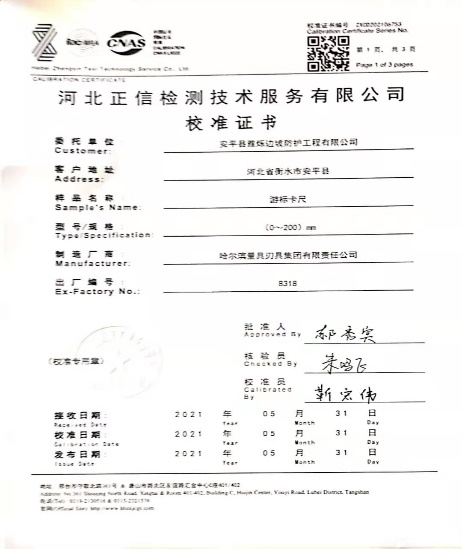 校准证书编号
Calibration Certificate Series No.
CNAS
第 1 页，共 3 页
Page 1 of 3 pages
Hebei Zhengxin Test Technology Service Co., Ltd.
CALIBRATION CERTIFICATE
河北正信检测技术服务有限公司
校准证书
委托单位
Customer: 安平县雅烁边坡防护工程有限公司
客户地址
Address: 河北省衡水市安平县
样品名称
Sample's Name: 游标卡尺
型号/规格:
Type/Specification: (0～200) mm
制造厂商:
Manufacturer: 哈尔滨量具刃具集团有限责任公司
出厂编号:
Ex-Factory No.: 8318
批准人
Approved By
核验员
Checked By
(校准专用章)
校准员
Calibrated By 靳宏伟
接收日期: 2021 年 05 月 31 日
Received Date Year Month Day
校准日期: 2021 年 05 月 31 日
Calibration Date Year Month Day
发布日期: 2021 年 05 月 31 日
Issue Date Year Month Day